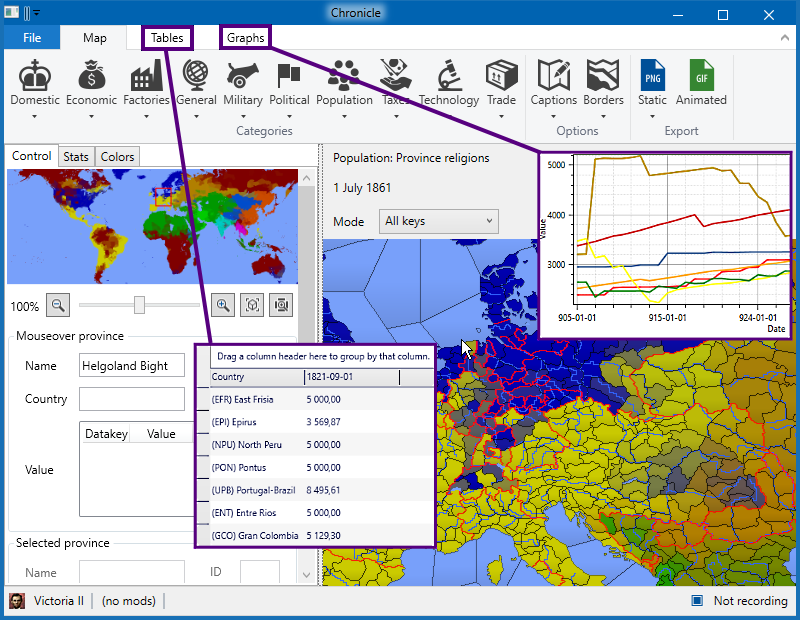 Chronicle
File Map Tables Graphs
Domestic Economic Factories General Military Political Population Taxes Technology Trade Captions Borders Static Animated
PNG GIF
Categories Options Export
Control Stats Colors
Population: Province religions
1 July 1861
Mode All keys
5000
4000
3000
Value
905-01-01 915-01-01 924-01-01
Date
100%
Mouseover province
Name Helgoland Bight
Country
Datakey Value
Value
Drag a column header here to group by that column.
Country 1821-09-01
(EFR) East Frisia 5 000,00
(EPI) Epirus 3 569,87
(NPU) North Peru 5 000,00
(PON) Pontus 5 000,00
(UPB) Portugal-Brazil 8 495,61
(ENT) Entre Rios 5 000,00
(GCO) Gran Colombia 5 129,30
Selected province
Name ID
Victoria II (no mods) Not recording